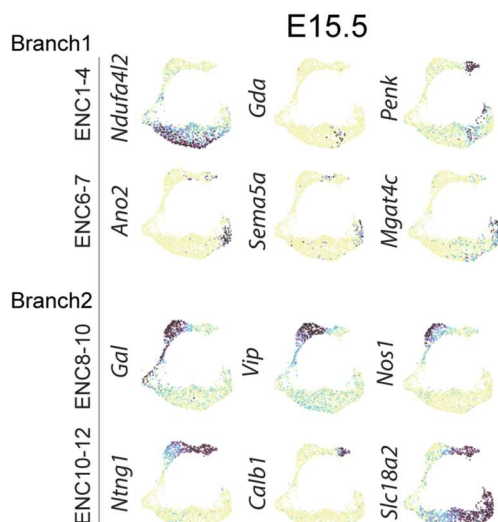 E15.5
Branch1
ENC1-4
Ndufa4l2
Gda
Penk
ENC6-7
Ano2
Sema5a
Mgat4c
Branch2
ENC8-10
Gal
Vip
Nos1
ENC10-12
Ntng1
Calb1
Slc18a2